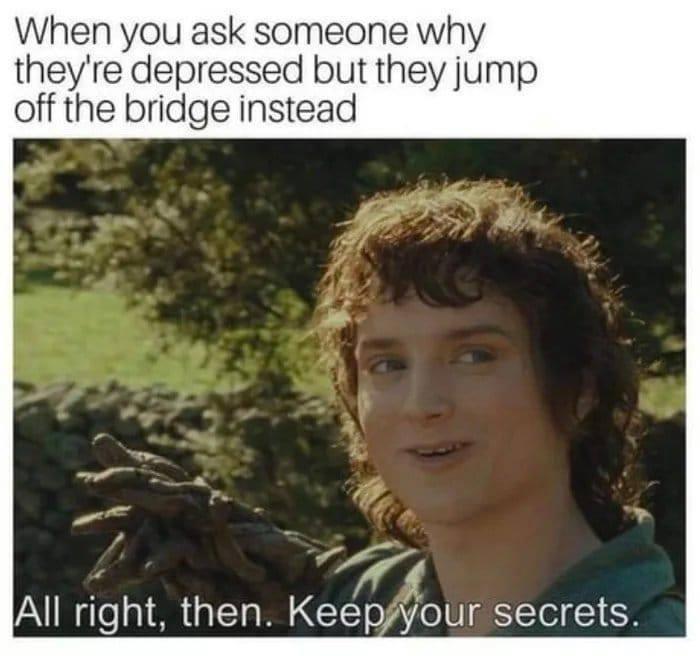 When you ask someone why
they're depressed but they jump
off the bridge instead
All right, then. Keep your secrets.